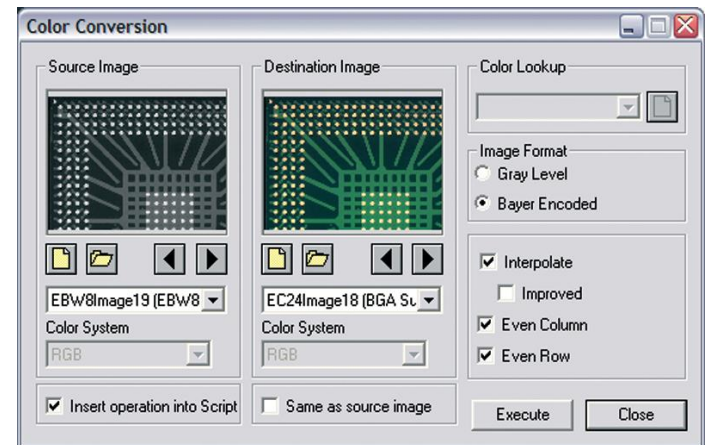 Color Conversion
Source Image
EBW8Image19 (EBW8
Color System
RGB
Insert operation into Script
Destination Image
EC24Image18 (BGA Su
Color System
RGB
Same as source image
Color Lookup
Image Format
Gray Level
Bayer Encoded
Interpolate
Improved
Even Column
Even Row
Execute
Close